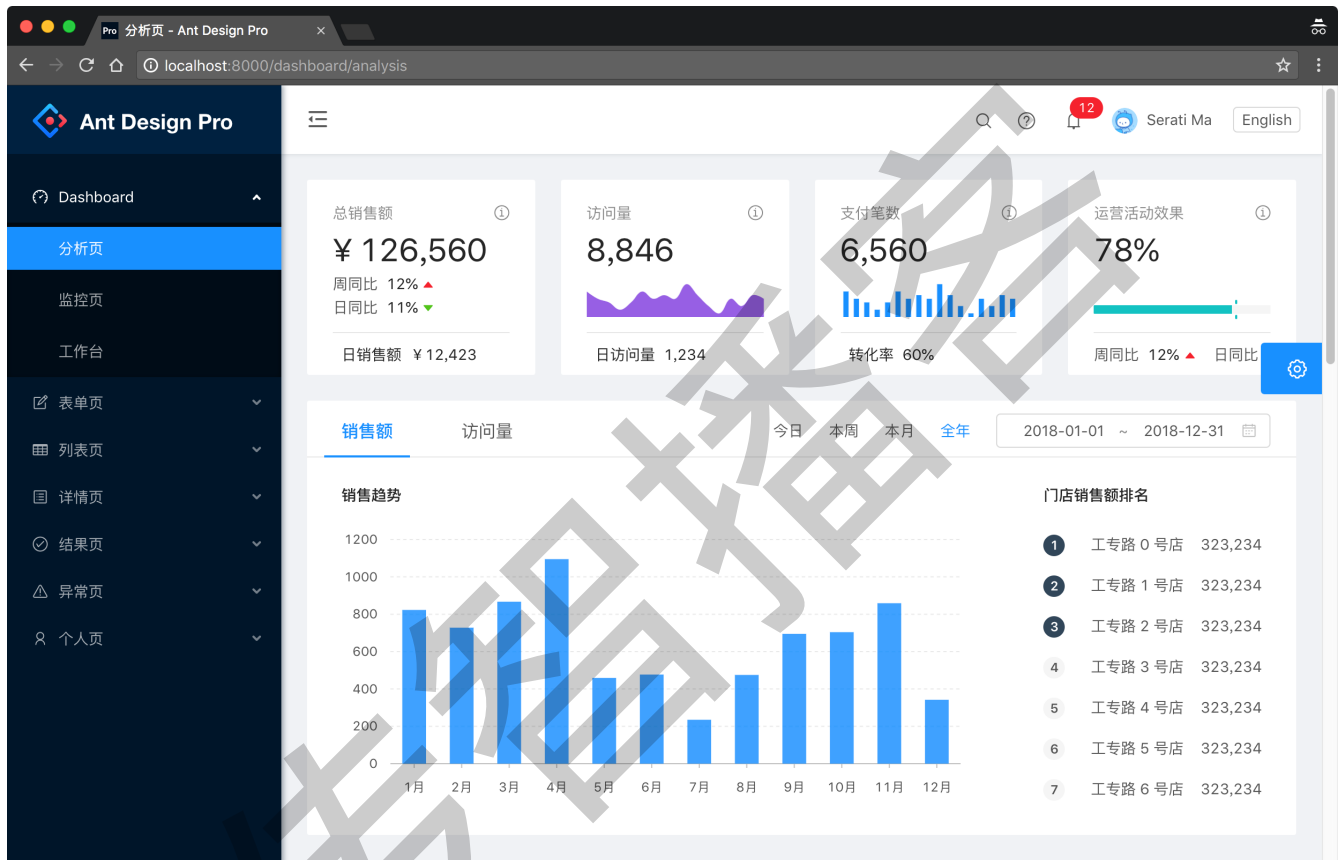 Pro 分析页 - Ant Design Pro ×
localhost:8000/dashboard/analysis
Ant Design Pro
12
Serati Ma English
Dashboard
分析页
监控页
工作台
表单页
列表页
详情页
结果页
异常页
个人页
总销售额
¥ 126,560
周同比 12%
日同比 11%
日销售额 ¥ 12,423
访问量
8,846
日访问量 1,234
支付笔数
6,560
转化率 60%
运营活动效果
78%
周同比 12% 日同比
销售额 访问量 今日 本周 本月 全年 2018-01-01 ~ 2018-12-31
销售趋势
1200
1000
800
600
400
200
0
1月 2月 3月 4月 5月 6月 7月 8月 9月 10月 11月 12月
门店销售额排名
1 工专路 0 号店 323,234
2 工专路 1 号店 323,234
3 工专路 2 号店 323,234
4 工专路 3 号店 323,234
5 工专路 4 号店 323,234
6 工专路 5 号店 323,234
7 工专路 6 号店 323,234
传智播客